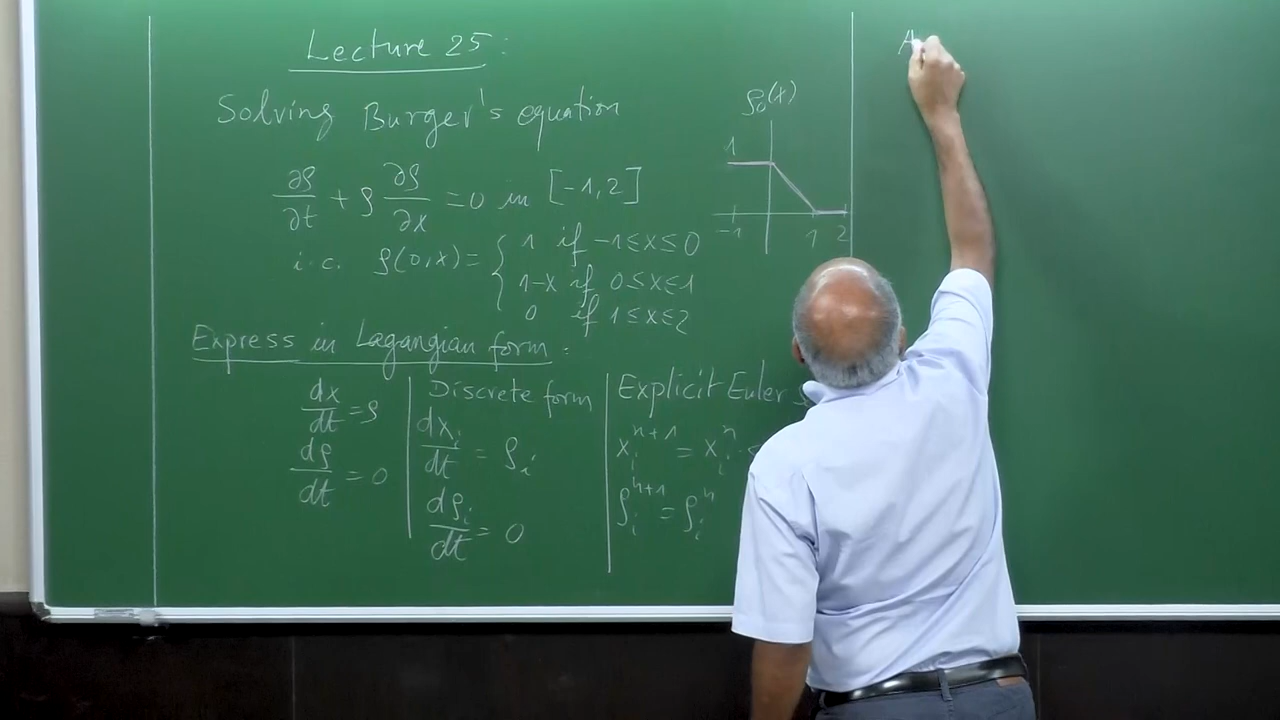 Lecture 25:
Solving Burger's equation
∂ρ/∂t + ρ ∂ρ/∂x = 0 in [-1,2]
i.c. ρ(0,x) = { 1 if -1≤x≤0
1-x if 0≤x≤1
0 if 1≤x≤2
ρ₀(x)
1
-1 1 2
Express in Lagangian form:
dx/dt = ρ
dρ/dt = 0
Discrete form
dxᵢ/dt = ρᵢ
dρᵢ/dt = 0
Explicit Euler
xᵢⁿ⁺¹ = xᵢⁿ
ρᵢⁿ⁺¹ = ρᵢⁿ
A